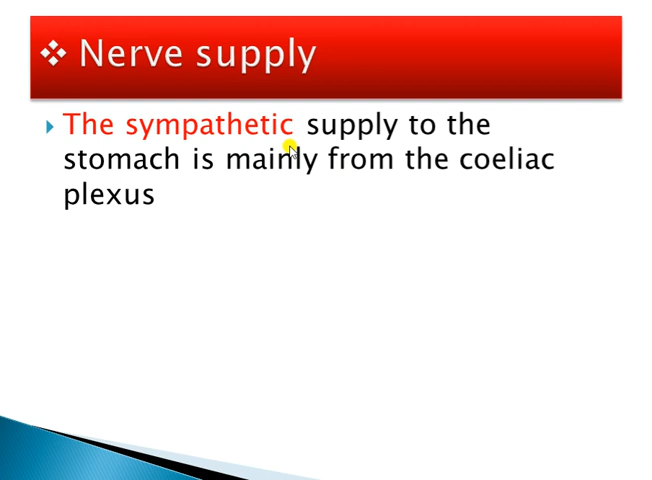 ❖ Nerve supply
The sympathetic supply to the
stomach is mainly from the coeliac
plexus